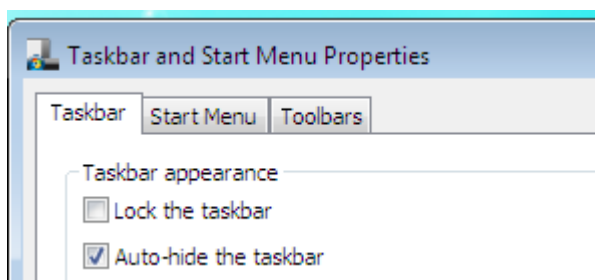 Taskbar and Start Menu Properties
Taskbar Start Menu Toolbars
Taskbar appearance
Lock the taskbar
Auto-hide the taskbar